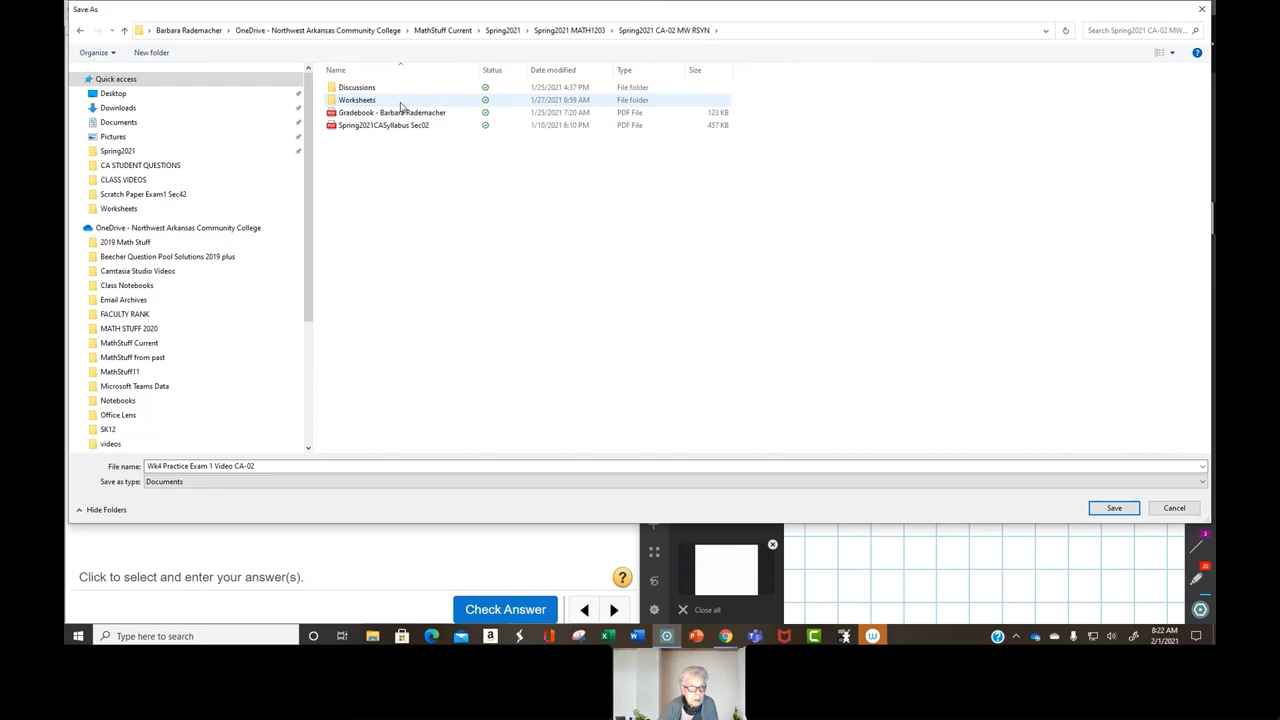 Save As
Barbara Rademacher > OneDrive - Northwest Arkansas Community College > MathStuff Current > Spring2021 > Spring2021 MATH1203 > Spring2021 CA-02 MW RSYN >
Search Spring2021 CA-02 MW...
Organize
New folder
Name Status Date modified Type Size
Quick access
Desktop
Downloads
Documents
Pictures
Spring2021
CA STUDENT QUESTIONS
CLASS VIDEOS
Scratch Paper Exam1 Sec42
Worksheets
OneDrive - Northwest Arkansas Community College
2019 Math Stuff
Beecher Question Pool Solutions 2019 plus
Camtasia Studio Videos
Class Notebooks
Email Archives
FACULTY RANK
MATH STUFF 2020
MathStuff Current
MathStuff from past
MathStuff11
Microsoft Teams Data
Notebooks
Office Lens
SK12
videos
Discussions 1/25/2021 4:37 PM File folder
Worksheets 1/27/2021 6:59 AM File folder
Gradebook - Barbara Rademacher 1/25/2021 7:20 AM PDF File 123 KB
Spring2021CASyllabus Sec02 1/10/2021 6:10 PM PDF File 457 KB
File name: Wk4 Practice Exam 1 Video CA-02
Save as type: Documents
Hide Folders
Save
Cancel
Click to select and enter your answer(s).
?
Check Answer
Close all
3
20
Type here to search
8:22 AM
2/1/2021